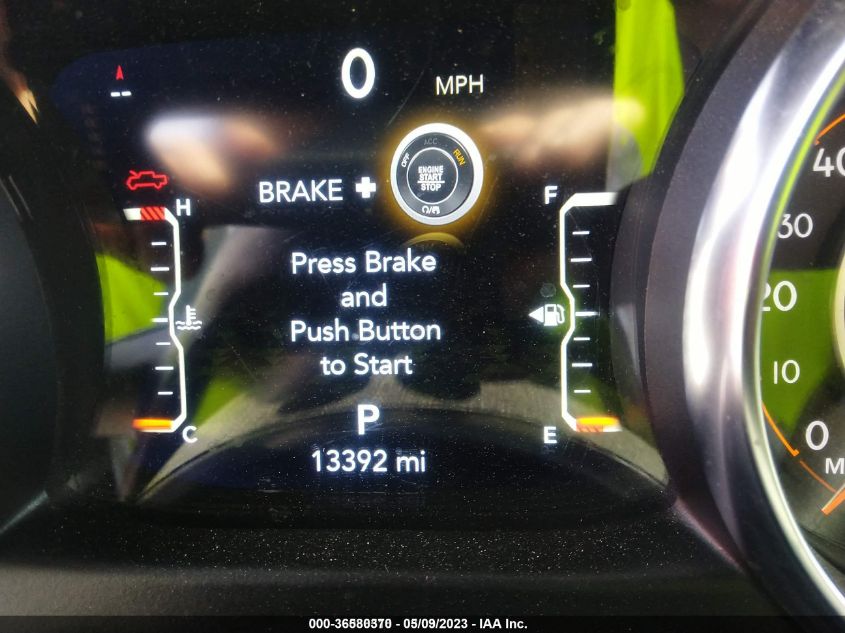 0 MPH
OFF ACC RUN
ENGINE
START
STOP
BRAKE +
H F
Press Brake
and
Push Button
to Start
C E
P
13392 mi
40
30
20
10
0
M
000-36580370 - 05/09/2023 - IAA Inc.